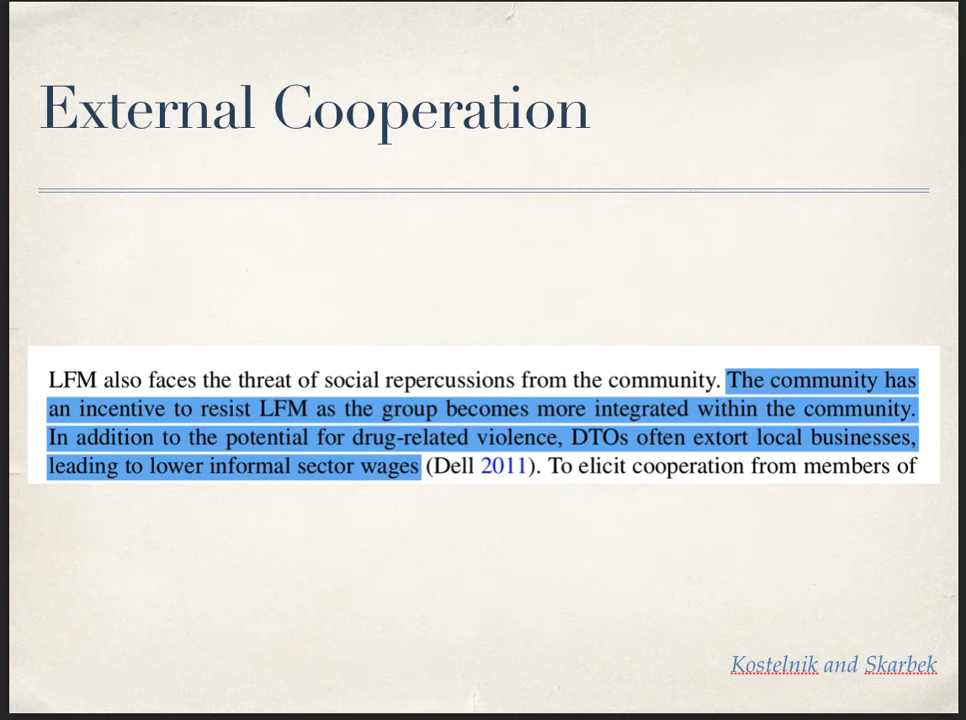 External Cooperation
LFM also faces the threat of social repercussions from the community. The community has
an incentive to resist LFM as the group becomes more integrated within the community.
In addition to the potential for drug-related violence, DTOs often extort local businesses,
leading to lower informal sector wages (Dell 2011). To elicit cooperation from members of
Kostelnik and Skarbek